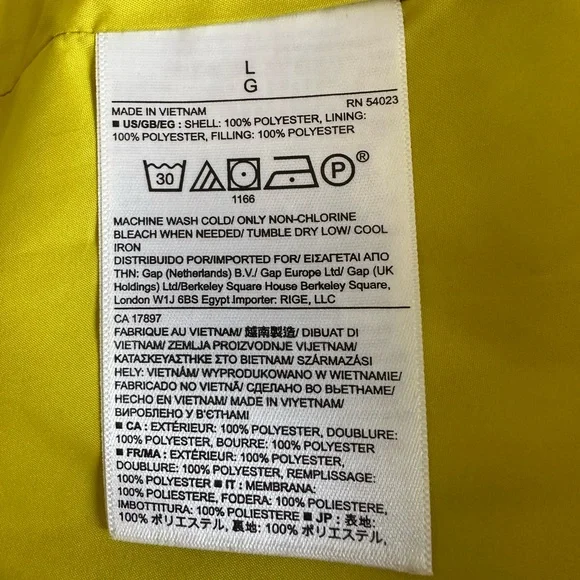 L
G
MADE IN VIETNAM RN 54023
■ US/GB/EG : SHELL: 100% POLYESTER, LINING:
100% POLYESTER, FILLING: 100% POLYESTER
30 P ®
1166
MACHINE WASH COLD/ ONLY NON-CHLORINE
BLEACH WHEN NEEDED/ TUMBLE DRY LOW/ COOL
IRON
DISTRIBUIDO POR/IMPORTED FOR/ ΕΙΣΑΓΕΤΑΙ ΑΠΟ
ΤΗΝ: Gap (Netherlands) B.V./ Gap Europe Ltd/ Gap (UK
Holdings) Ltd/Berkeley Square House Berkeley Square,
London W1J 6BS Egypt.Importer: RIGE, LLC
CA 17897
FABRIQUE AU VIETNAM/ 越南製造/ DIBUAT DI
VIETNAM/ ZEMLJA PROIZVODNJE VIJETNAM/
ΚΑΤΑΣΚΕΥΑΣΤΗΚΕ ΣΤΟ ΒΙΕΤΝΑΜ/ SZÁRMAZÁSI
HELY: VIETNÁM/ WYPRODUKOWANO W WIETNAMIE/
FABRICADO NO VIETNÃ/ СДЕЛАНО ВО ВЬЕТНАМЕ/
HECHO EN VIETNAM/ MADE IN VIYETNAM/
ВИРОБЛЕНО У В'ЄТНАМІ
■ CA : EXTÉRIEUR: 100% POLYESTER, DOUBLURE:
100% POLYESTER, BOURRE: 100% POLYESTER
■ FR/MA : EXTÉRIEUR: 100% POLYESTER,
DOUBLURE: 100% POLYESTER, REMPLISSAGE:
100% POLYESTER ■ IT : MEMBRANA:
100% POLIESTERE, FODERA: 100% POLIESTERE,
IMBOTTITURA: 100% POLIESTERE ■ JP : 表地:
100% ポリエステル, 裏地: 100% ポリエステル,